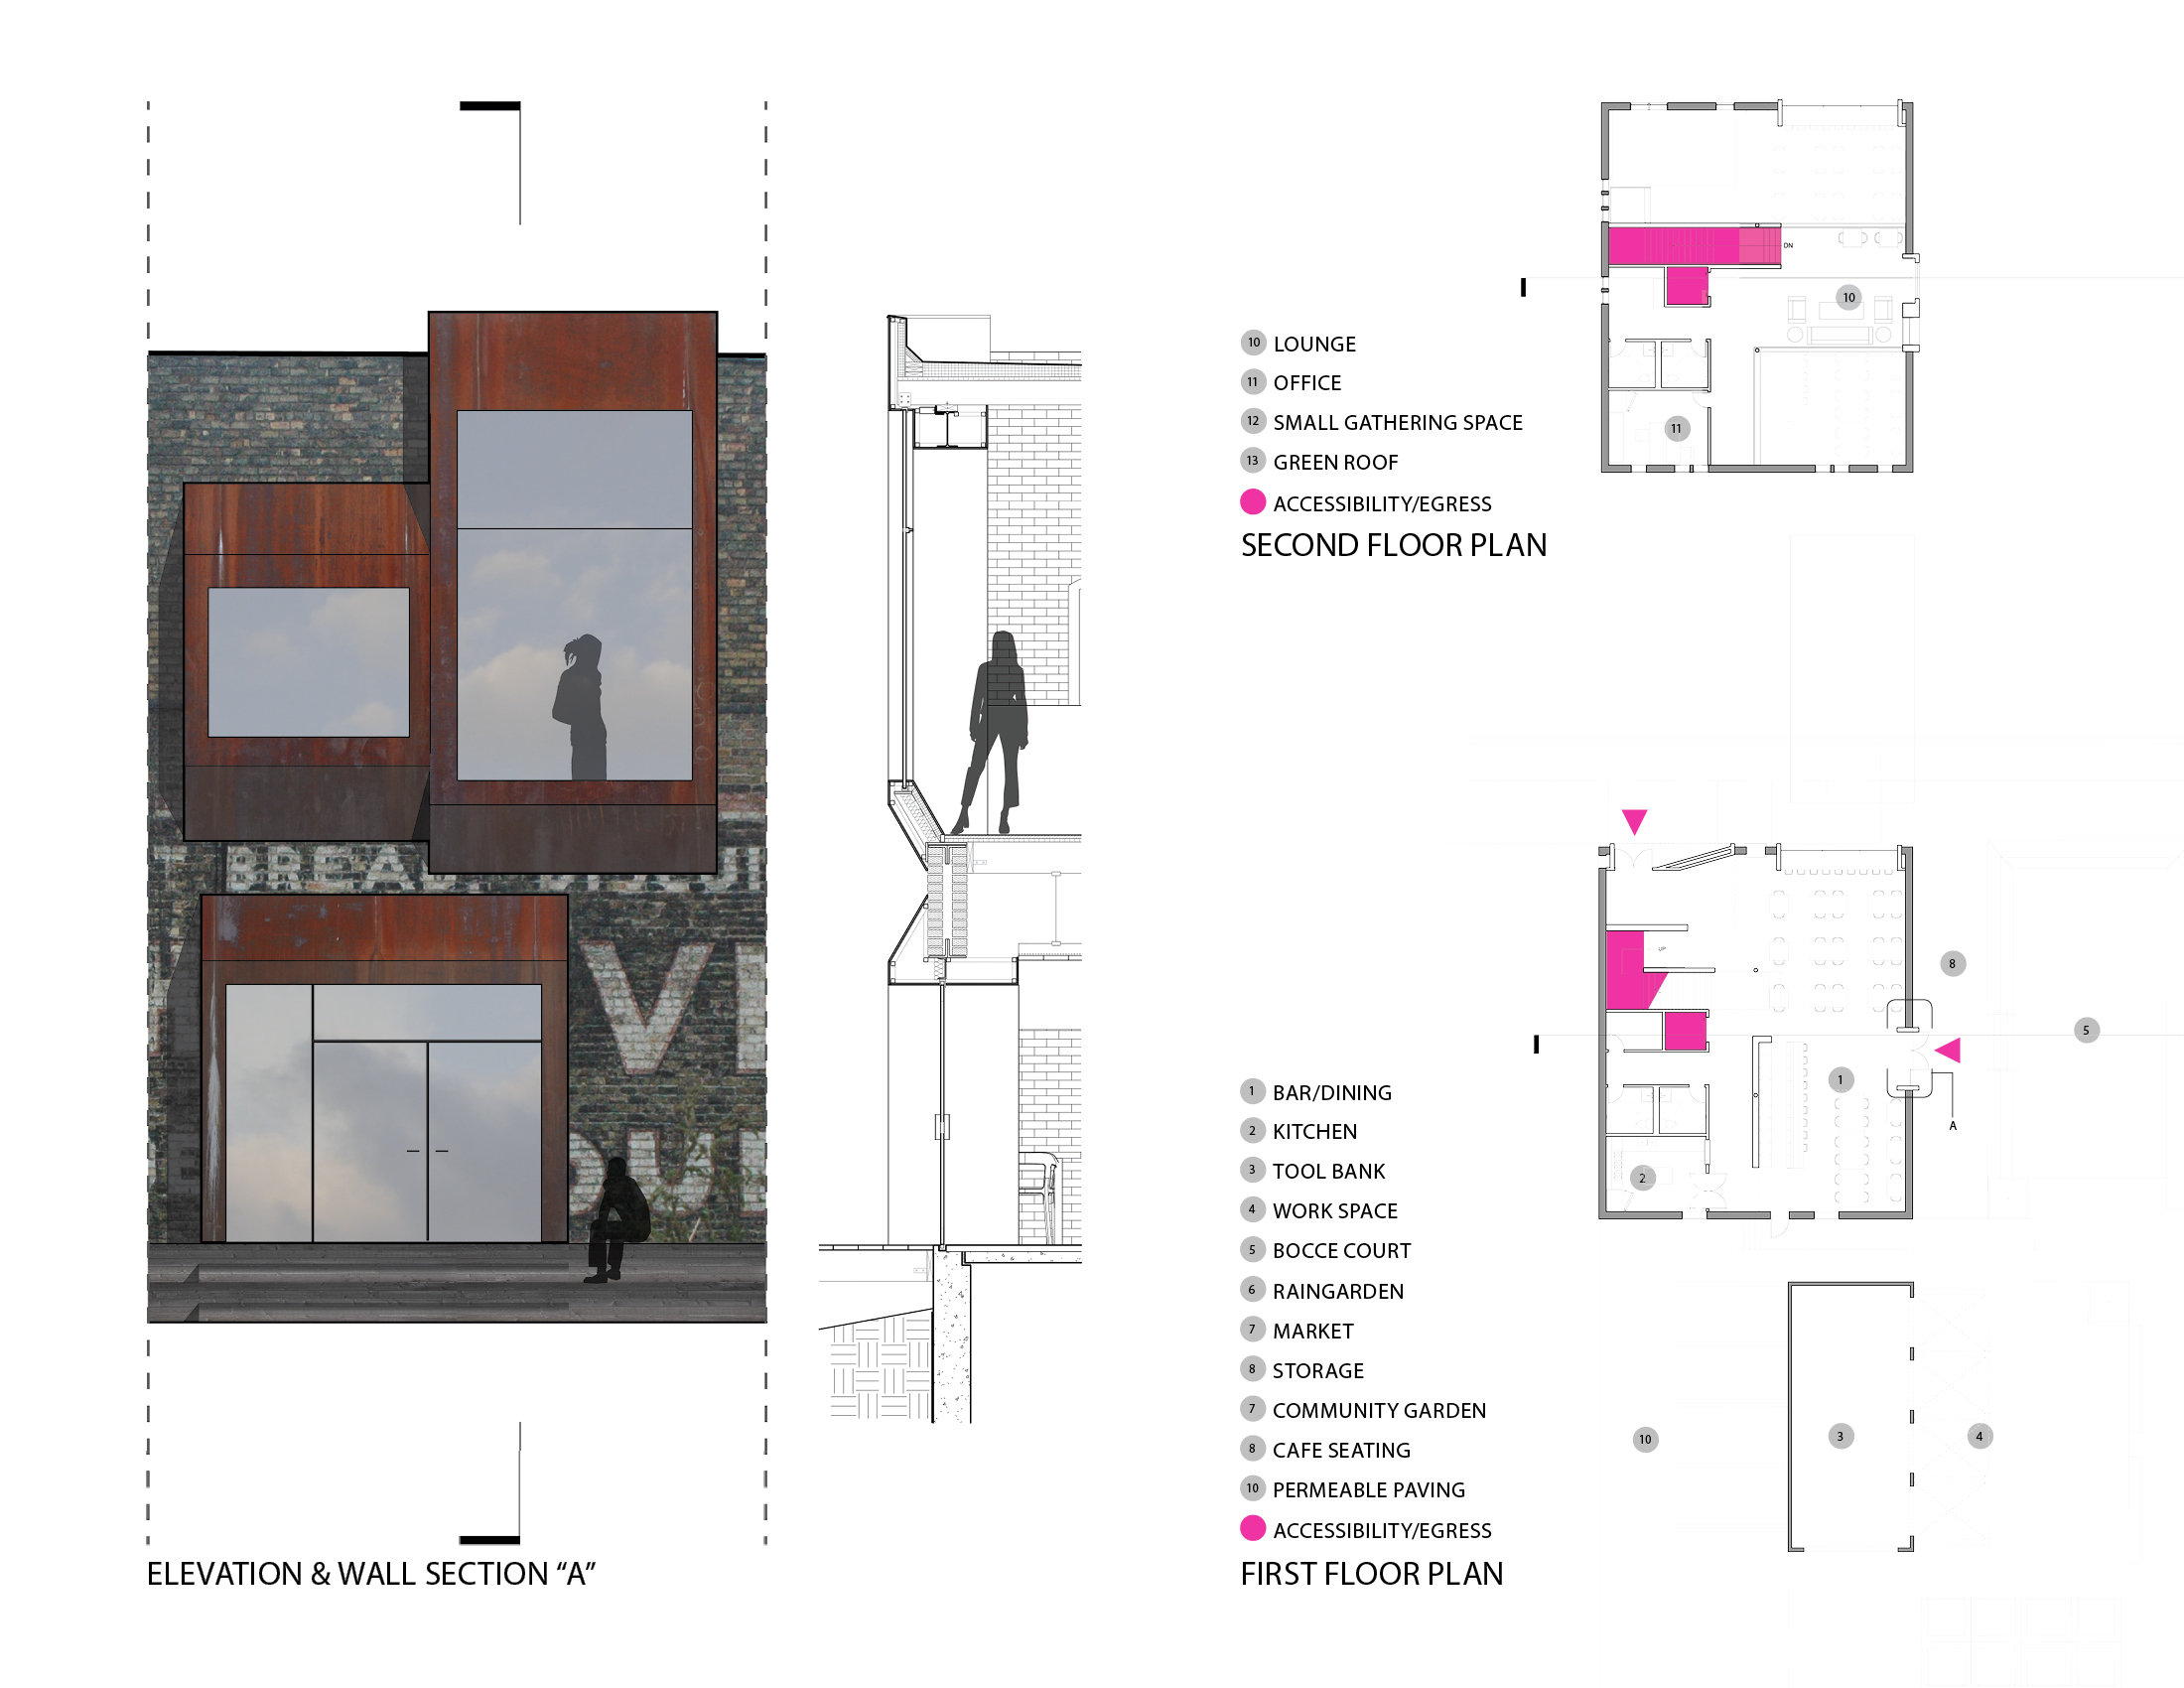 10 LOUNGE
11 OFFICE
12 SMALL GATHERING SPACE
13 GREEN ROOF
ACCESSIBILITY/EGRESS
SECOND FLOOR PLAN
DN
10
11
1 BAR/DINING
2 KITCHEN
3 TOOL BANK
4 WORK SPACE
5 BOCCE COURT
6 RAINGARDEN
7 MARKET
8 STORAGE
7 COMMUNITY GARDEN
8 CAFE SEATING
10 PERMEABLE PAVING
ACCESSIBILITY/EGRESS
FIRST FLOOR PLAN
UP
8
5
1
A
2
10
3
4
VI
OUR
ELEVATION & WALL SECTION “A”